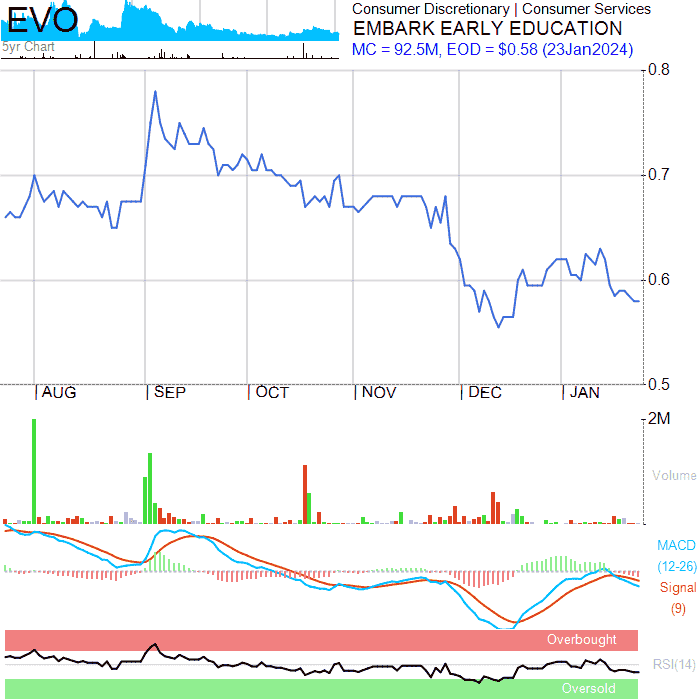 EVO
5yr Chart
Consumer Discretionary | Consumer Services
EMBARK EARLY EDUCATION
MC = 92.5M, EOD = $0.58 (23Jan2024)
0.8
0.7
0.6
0.5
AUG
SEP
OCT
NOV
DEC
JAN
2M
Volume
MACD
(12-26)
Signal
(9)
Overbought
RSI(14)
Oversold